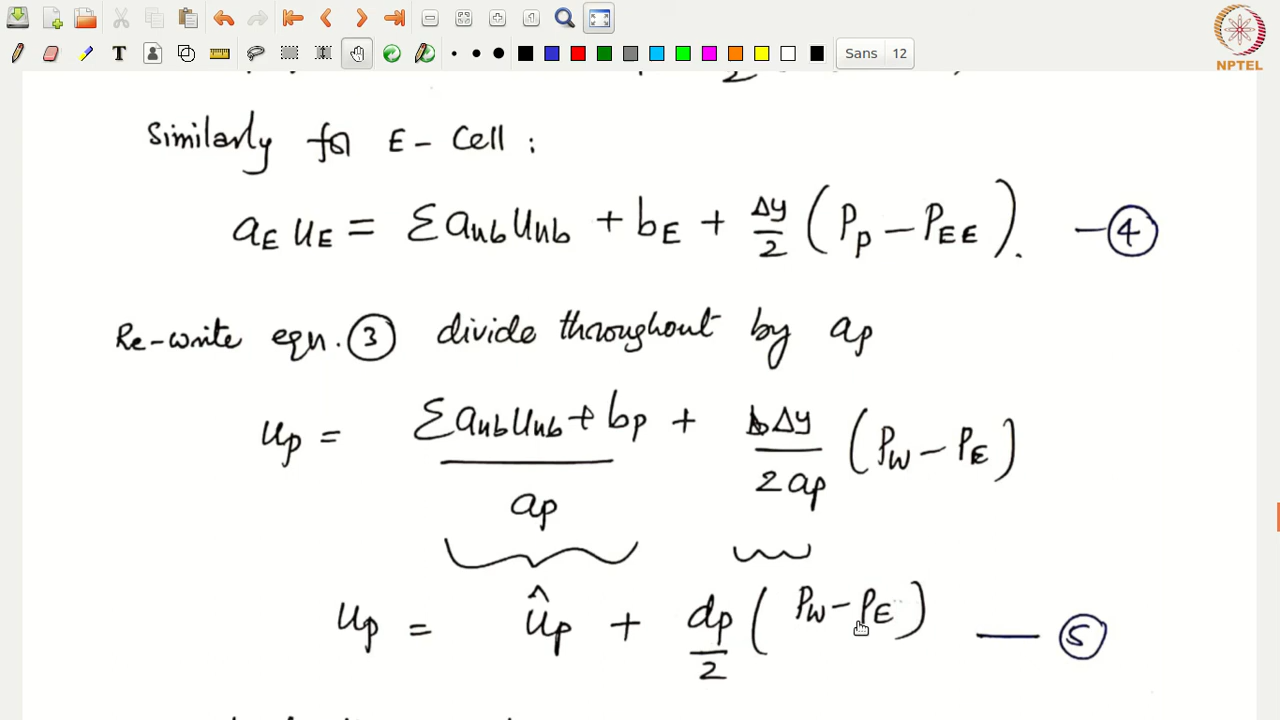 Sans 12
NPTEL
Similarly for E - Cell :
a_E u_E = Σ a_nb u_nb + b_E + Δy/2 ( P_P - P_EE ). — ④
Re-write eqn. ③ divide throughout by a_P
u_P = (Σ a_nb u_nb + b_P)/a_P + Δy/(2 a_P) ( P_W - P_E )
u_P = û_P + d_P/2 ( P_W - P_E ) — ⑤